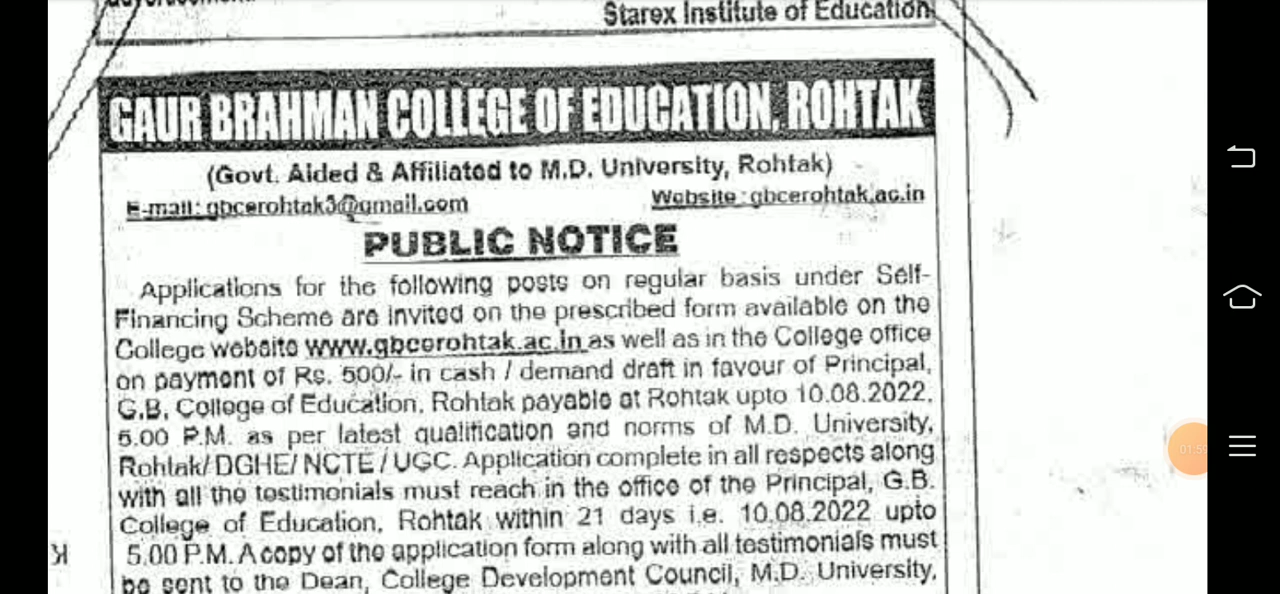 Starex Institute of Education
GAUR BRAHMAN COLLEGE OF EDUCATION, ROHTAK
(Govt. Aided & Affiliated to M.D. University, Rohtak)
E-mail: gbcerohtak3@gmail.com Website: gbcerohtak.ac.in
PUBLIC NOTICE
Applications for the following posts on regular basis under Self-
Financing Scheme are invited on the prescribed form available on the
College website www.gbcerohtak.ac.in as well as in the College office
on payment of Rs. 500/- in cash / demand draft in favour of Principal,
G.B. College of Education, Rohtak payable at Rohtak upto 10.08.2022,
5.00 P.M. as per latest qualification and norms of M.D. University,
Rohtak/ DGHE/ NCTE / UGC. Application complete in all respects along
with all the testimonials must reach in the office of the Principal, G.B.
College of Education, Rohtak within 21 days i.e. 10.08.2022 upto
5.00 P.M. A copy of the application form along with all testimonials must
be sent to the Dean, College Development Council, M.D. University,